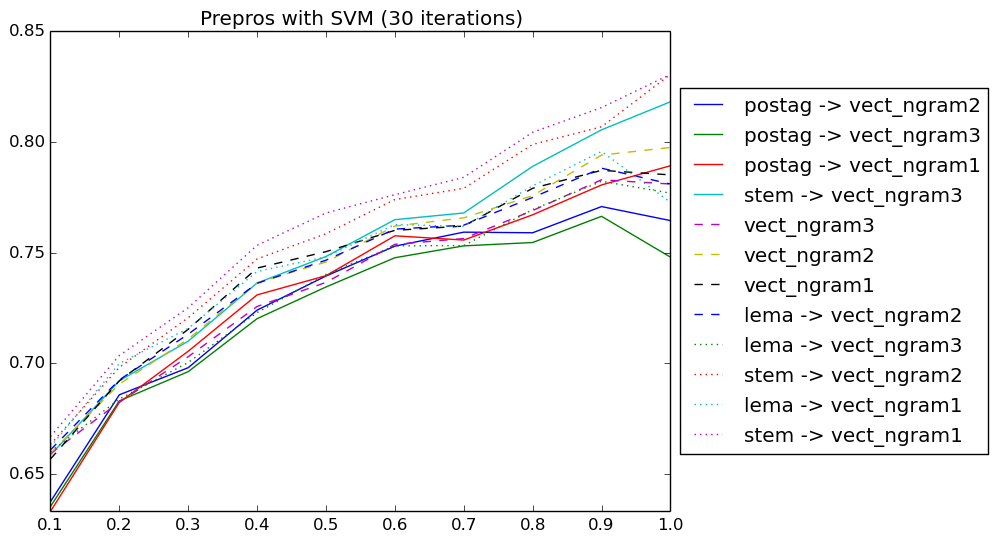 Prepros with SVM (30 iterations)
0.85
0.80
0.75
0.70
0.65
0.1 0.2 0.3 0.4 0.5 0.6 0.7 0.8 0.9 1.0
postag -> vect_ngram2
postag -> vect_ngram3
postag -> vect_ngram1
stem -> vect_ngram3
vect_ngram3
vect_ngram2
vect_ngram1
lema -> vect_ngram2
lema -> vect_ngram3
stem -> vect_ngram2
lema -> vect_ngram1
stem -> vect_ngram1